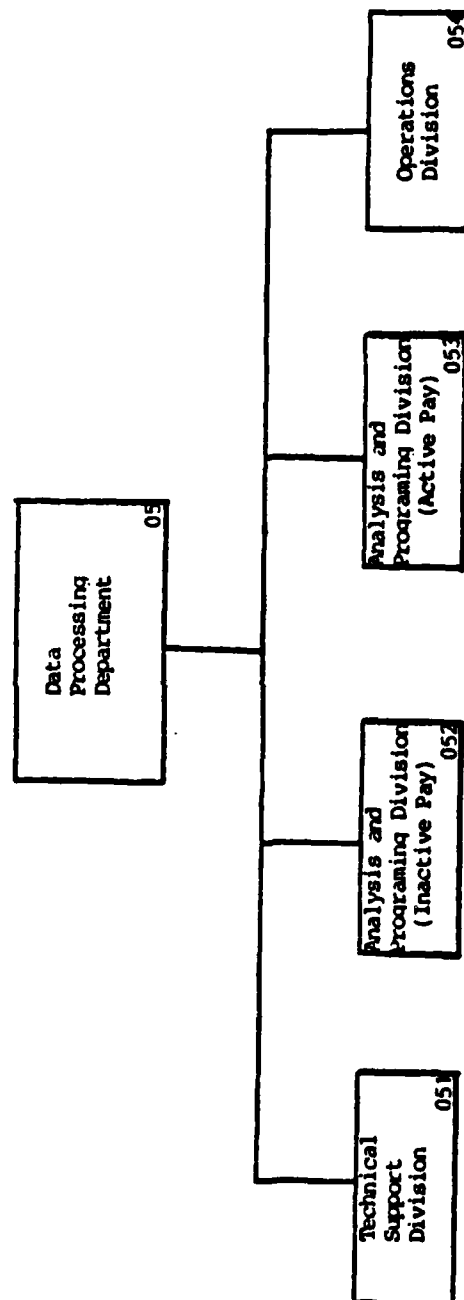 Data
Processing
Department
05
Technical
Support
Division
051
Analysis and
Programing Division
(Inactive Pay)
052
Analysis and
Programing Division
(Active Pay)
053
Operations
Division
054